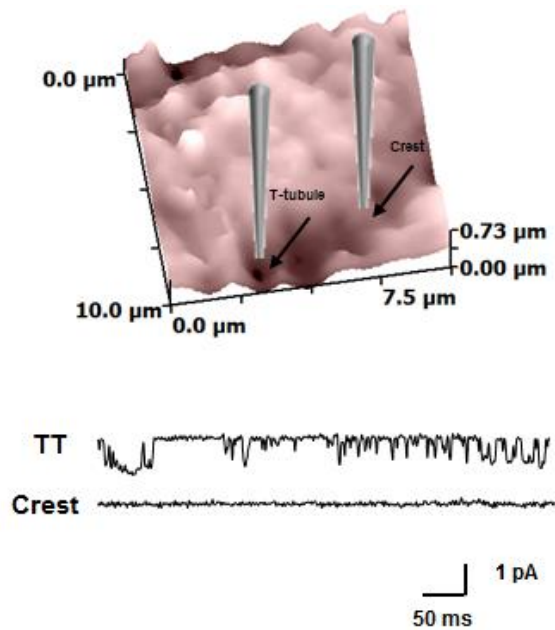 0.0 µm
Crest
T-tubule
0.73 µm
0.00 µm
10.0 µm
0.0 µm
7.5 µm
TT
Crest
1 pA
50 ms